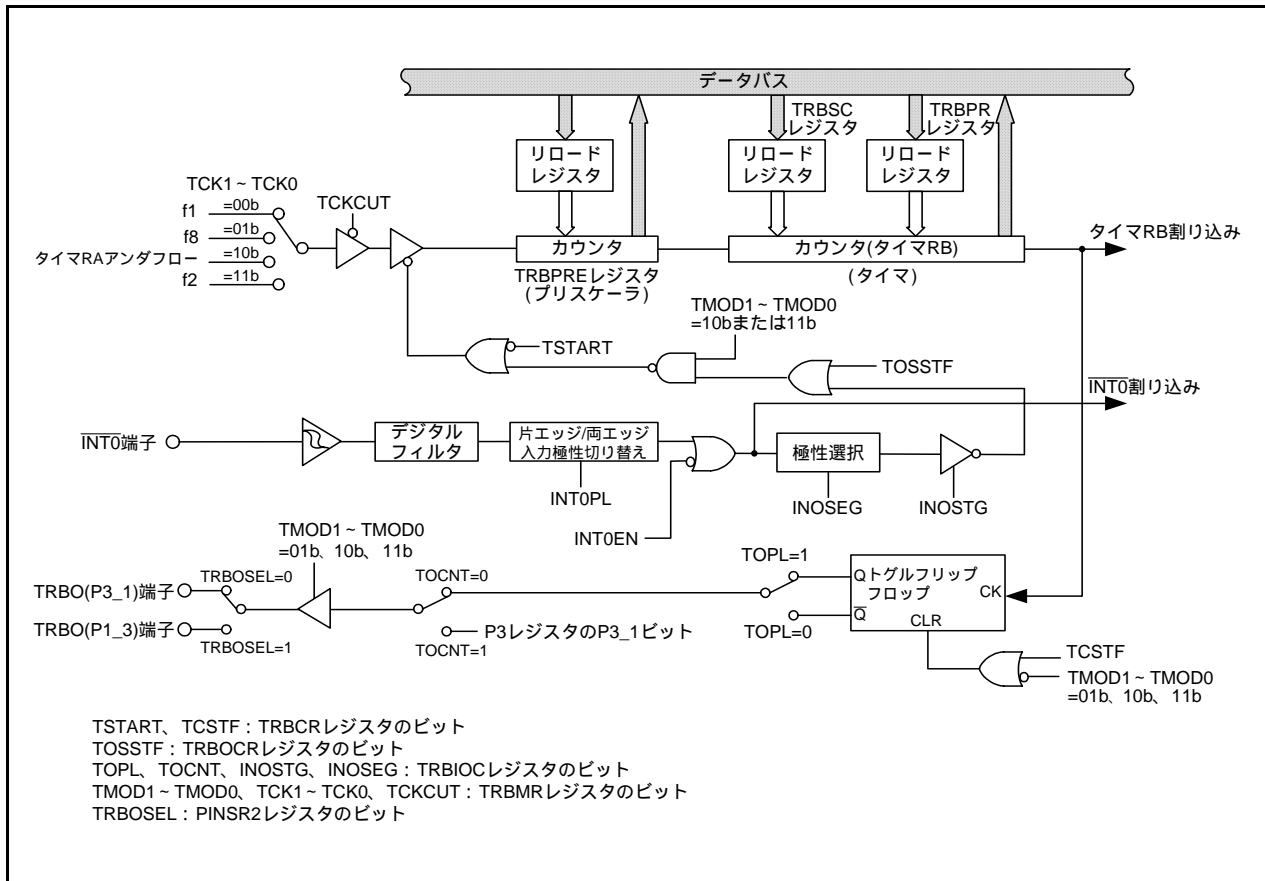 データバス
TRBSC
レジスタ
TRBPR
レジスタ
リロード
レジスタ
リロード
レジスタ
リロード
レジスタ
TCK1~TCK0
f1
=00b
f8
=01b
タイマRAアンダフロー
=10b
f2
=11b
TCKCUT
カウンタ
TRBPREレジスタ
(プリスケーラ)
カウンタ(タイマRB)
(タイマ)
タイマRB割り込み
TMOD1~TMOD0
=10bまたは11b
TSTART
TOSSTF
INT0割り込み
INT0端子
デジタル
フィルタ
片エッジ/両エッジ
入力極性切り替え
極性選択
INT0PL
INOSEG
INOSTG
INT0EN
TMOD1~TMOD0
=01b、10b、11b
TRBOSEL=0
TRBO(P3_1)端子
TRBO(P1_3)端子
TRBOSEL=1
TOCNT=0
P3レジスタのP3_1ビット
TOCNT=1
TOPL=1
TOPL=0
Q
トグルフリップ
フロップ
CK
Q
CLR
TCSTF
TMOD1~TMOD0
=01b、10b、11b
TSTART、TCSTF:TRBCRレジスタのビット
TOSSTF:TRBOCRレジスタのビット
TOPL、TOCNT、INOSTG、INOSEG:TRBIOCレジスタのビット
TMOD1~TMOD0、TCK1~TCK0、TCKCUT:TRBMRレジスタのビット
TRBOSEL:PINSR2レジスタのビット